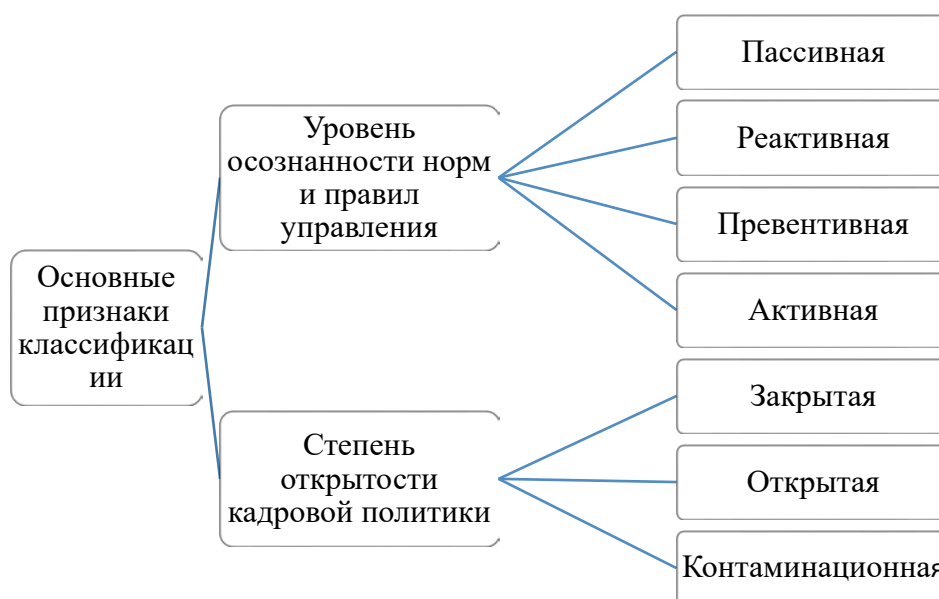 Основные
признаки
классификац
ии
Уровень
осознанности норм
и правил
управления
Степень
открытости
кадровой политики
Пассивная
Реактивная
Превентивная
Активная
Закрытая
Открытая
Контаминационная